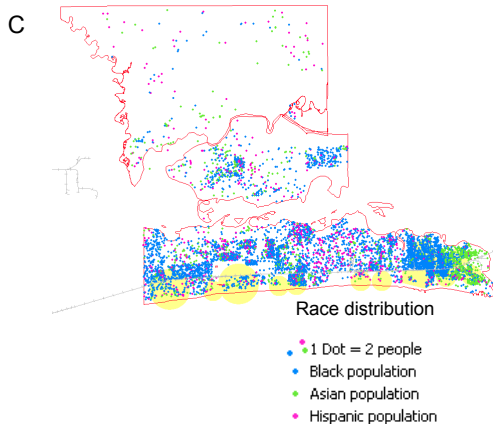 C
Race distribution
1 Dot = 2 people
Black population
Asian population
Hispanic population